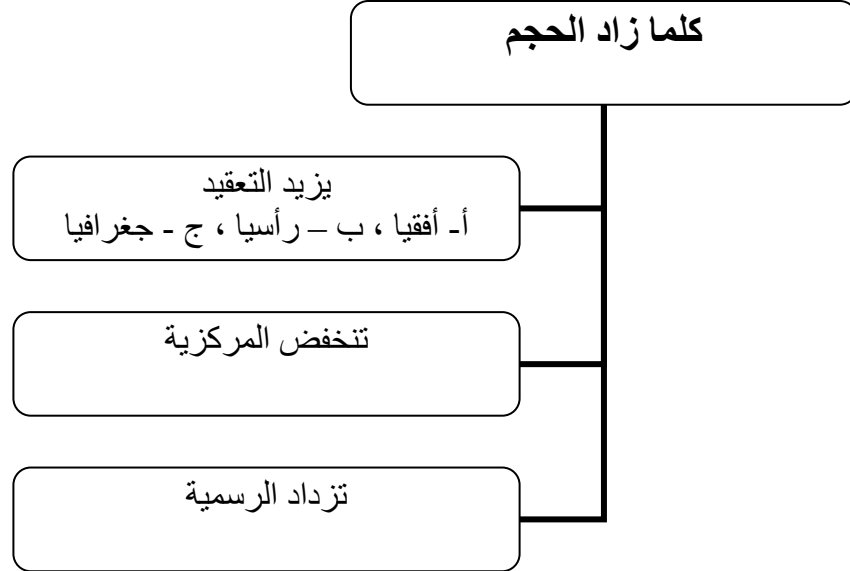 كلما زاد الحجم
يزيد التعقيد
أ- أفقيا ، ب – رأسيا ، ج - جغرافيا
تنخفض المركزية
تزداد الرسمية